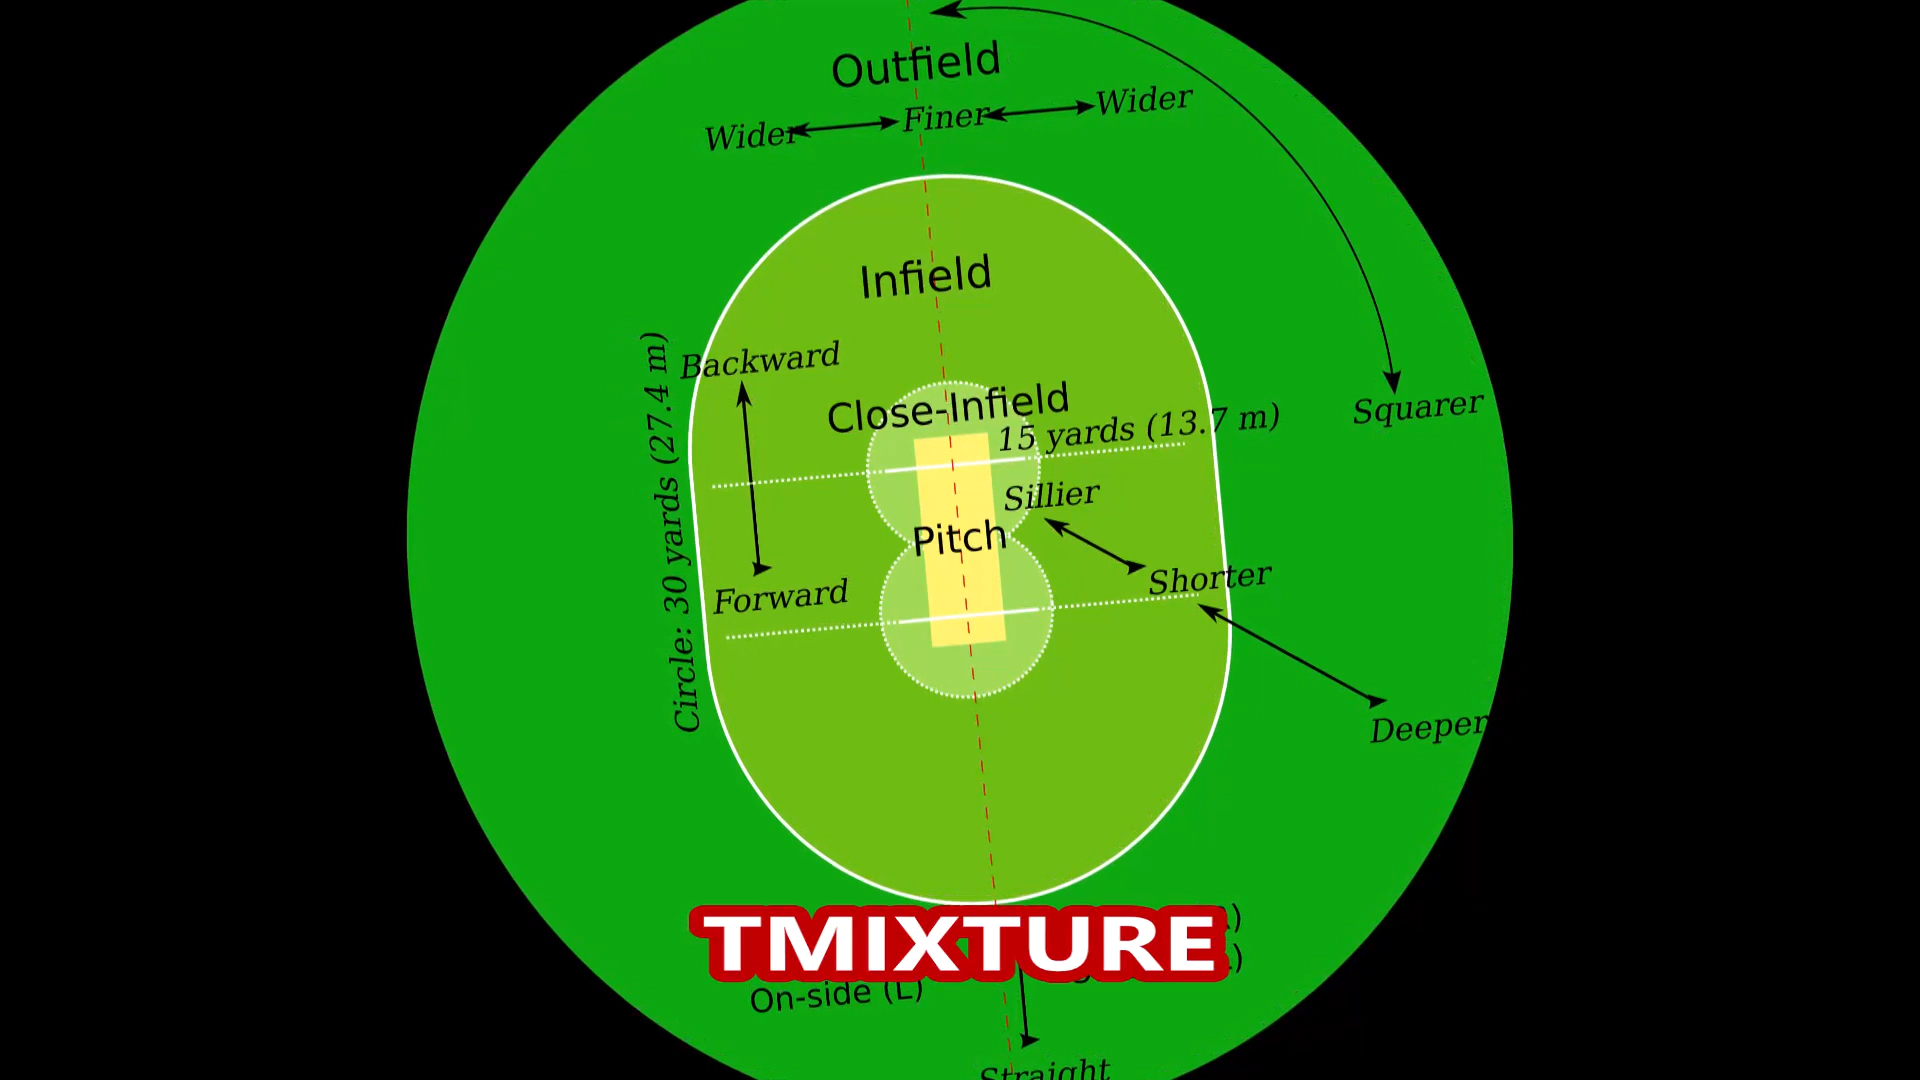 Outfield
Wider Finer Wider
Infield
Backward
Close-Infield
15 yards (13.7 m)
Squarer
Circle: 30 yards (27.4 m)
Sillier
Pitch
Shorter
Forward
Deeper
TMIXTURE
On-side (L)
Straight